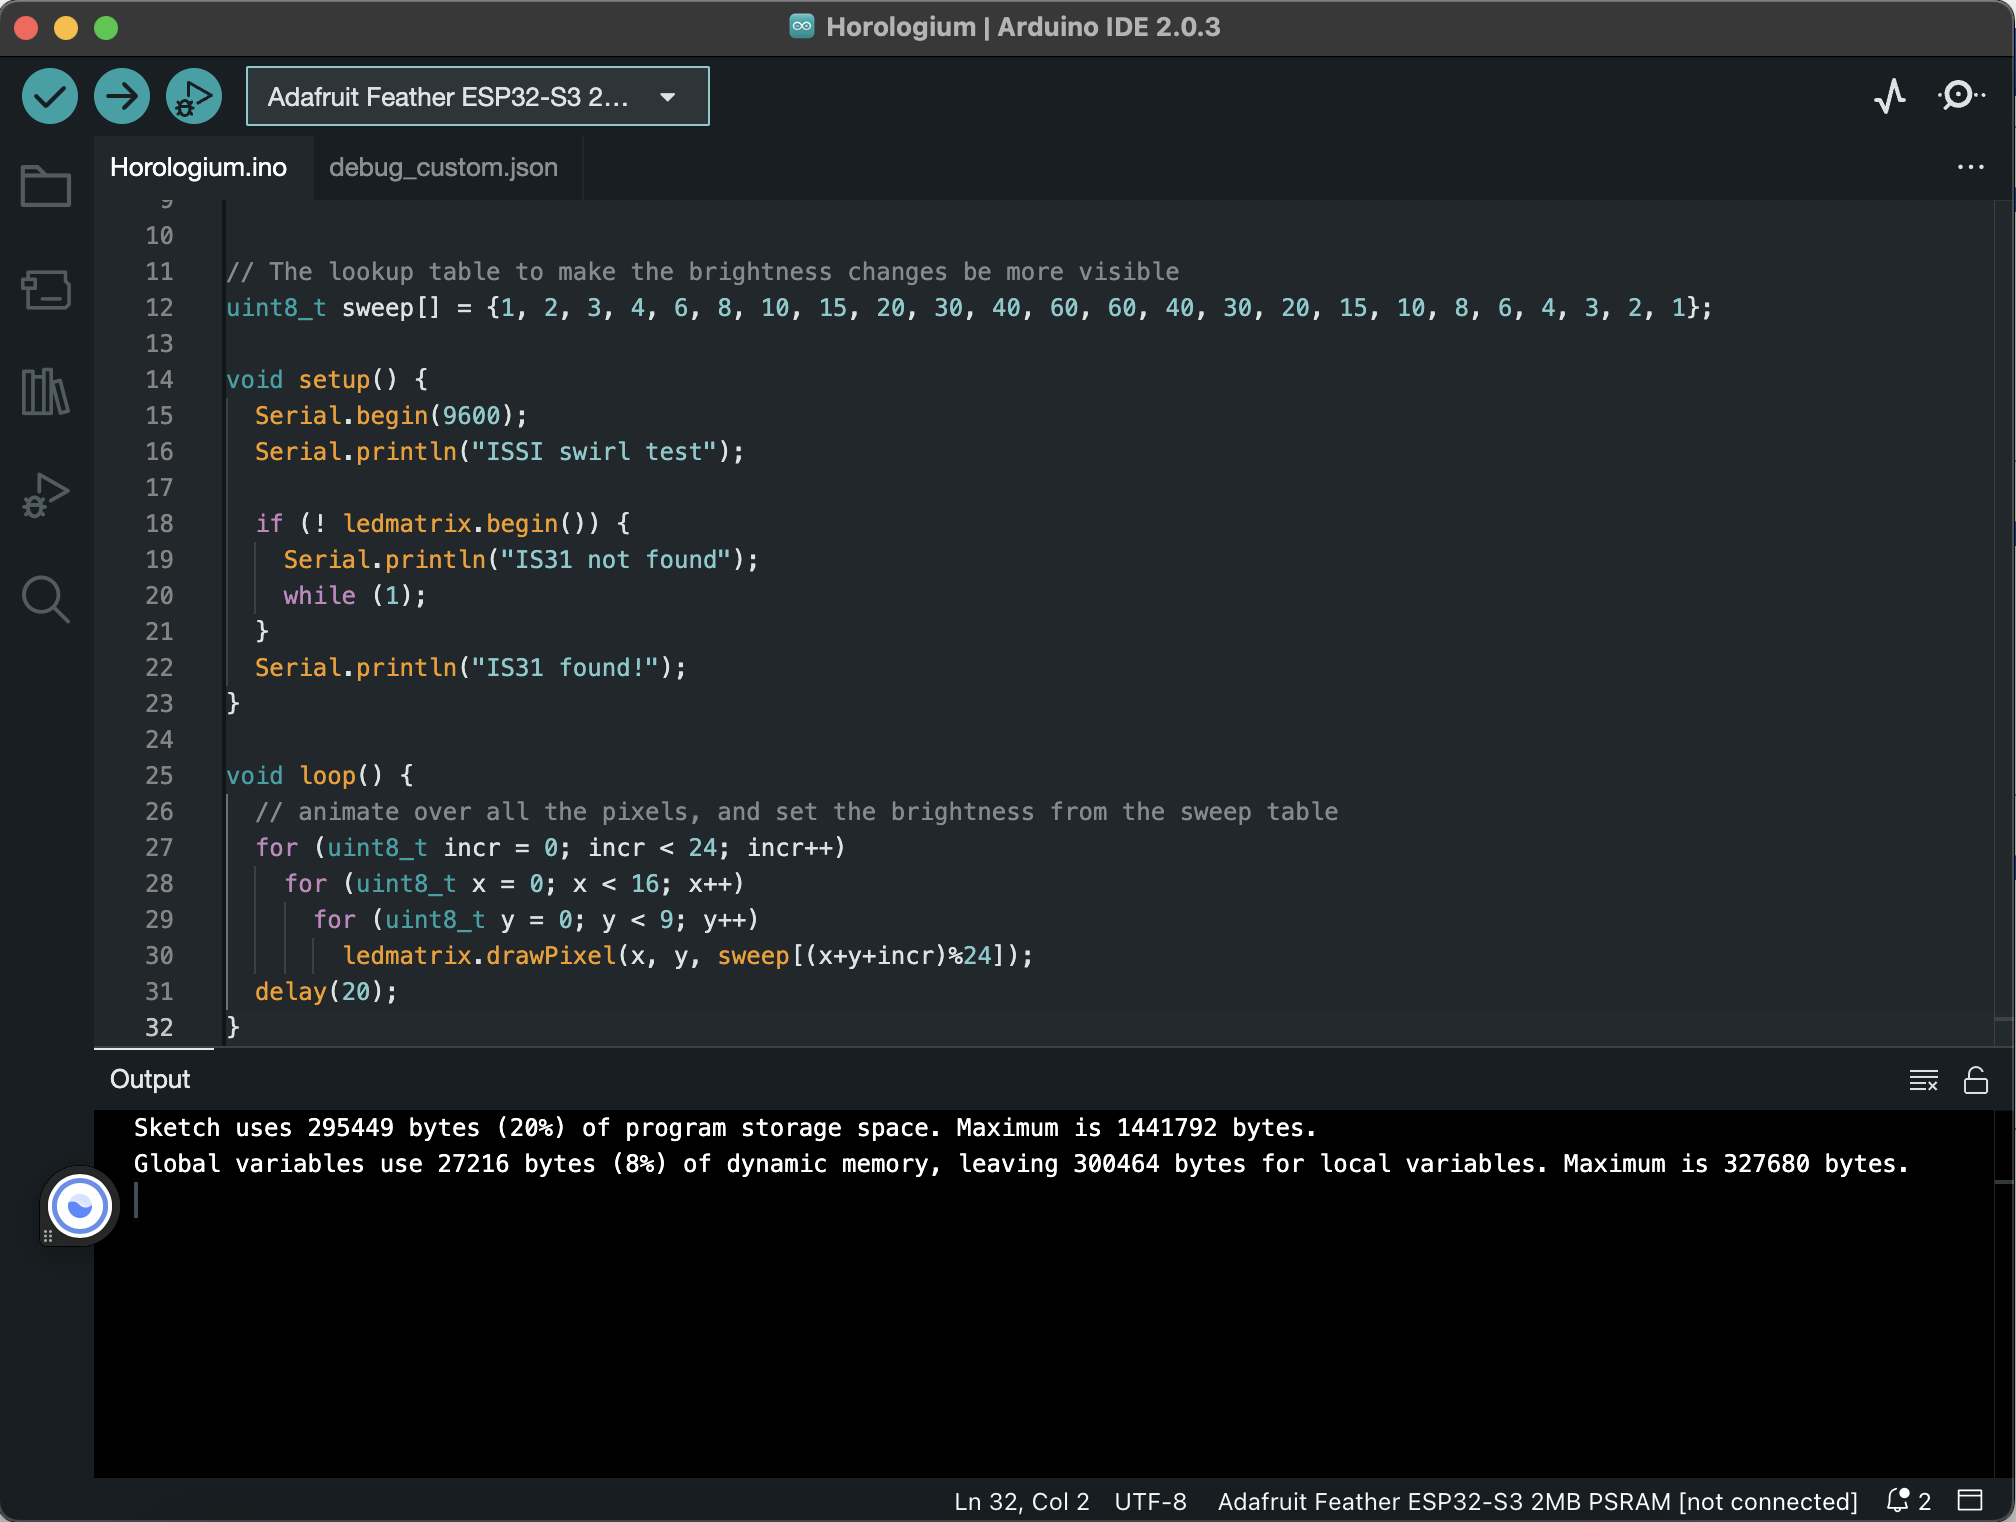 Horologium | Arduino IDE 2.0.3
Adafruit Feather ESP32-S3 2...
Horologium.ino debug_custom.json
9
10
11 // The lookup table to make the brightness changes be more visible
12 uint8_t sweep[] = {1, 2, 3, 4, 6, 8, 10, 15, 20, 30, 40, 60, 60, 40, 30, 20, 15, 10, 8, 6, 4, 3, 2, 1};
13
14 void setup() {
15 Serial.begin(9600);
16 Serial.println("ISSI swirl test");
17
18 if (! ledmatrix.begin()) {
19 Serial.println("IS31 not found");
20 while (1);
21 }
22 Serial.println("IS31 found!");
23 }
24
25 void loop() {
26 // animate over all the pixels, and set the brightness from the sweep table
27 for (uint8_t incr = 0; incr < 24; incr++)
28 for (uint8_t x = 0; x < 16; x++)
29 for (uint8_t y = 0; y < 9; y++)
30 ledmatrix.drawPixel(x, y, sweep[(x+y+incr)%24]);
31 delay(20);
32 }
Output
Sketch uses 295449 bytes (20%) of program storage space. Maximum is 1441792 bytes.
Global variables use 27216 bytes (8%) of dynamic memory, leaving 300464 bytes for local variables. Maximum is 327680 bytes.
Ln 32, Col 2 UTF-8 Adafruit Feather ESP32-S3 2MB PSRAM [not connected] 2